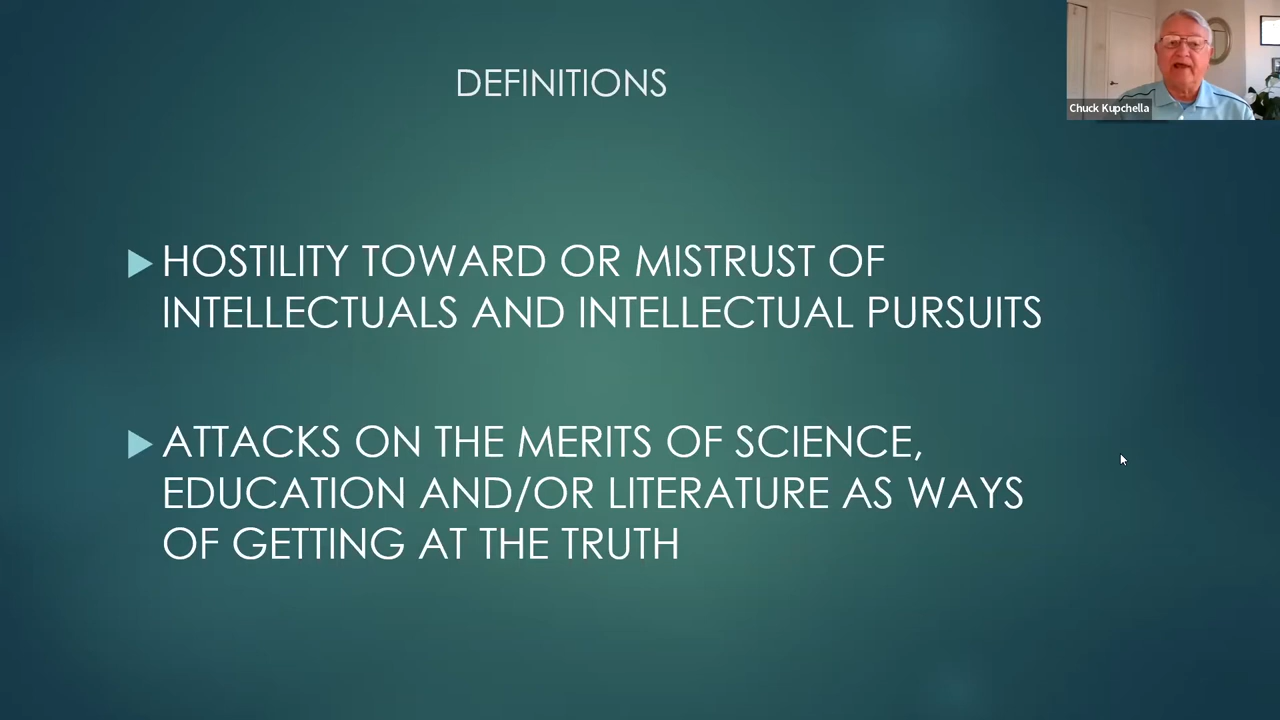 DEFINITIONS
Chuck Kupchella
HOSTILITY TOWARD OR MISTRUST OF
INTELLECTUALS AND INTELLECTUAL PURSUITS
ATTACKS ON THE MERITS OF SCIENCE,
EDUCATION AND/OR LITERATURE AS WAYS
OF GETTING AT THE TRUTH